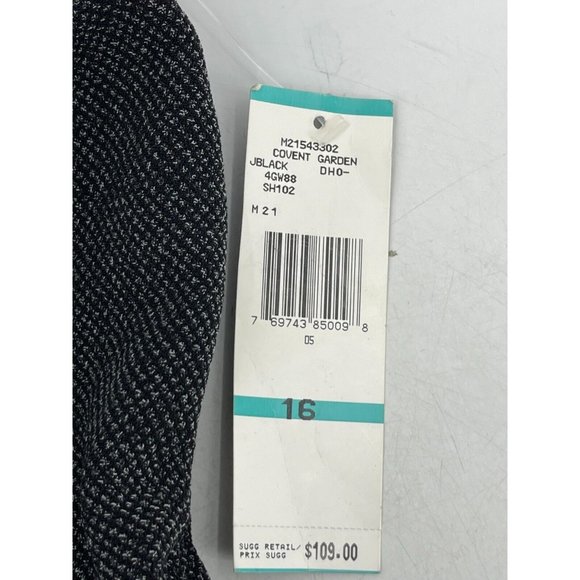 M21543302
COVENT GARDEN
JBLACK DHO-
4GW88
SH102
M21
7 69743 85009 8
05
16
SUGG RETAIL/
PRIX SUGG $109.00